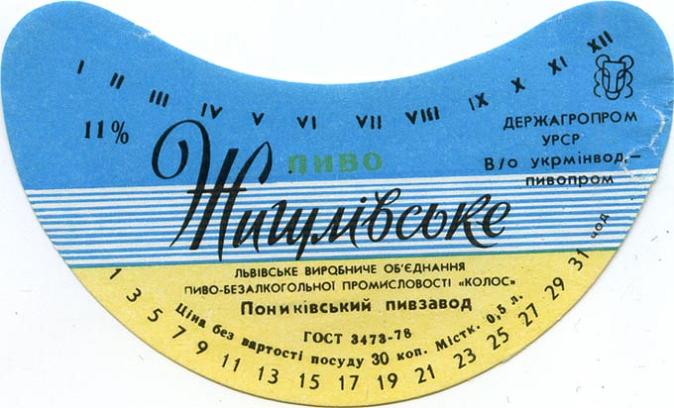 I II III IV V VI VII VIII IX X XI XII
11%
ДЕРЖАГРОПРОМ
УРСР
В/о укрмінвод,–
пивопром
ПИВО
Жигулівське
ЛЬВІВСЬКЕ ВИРОБНИЧЕ ОБ'ЄДНАННЯ
ПИВО-БЕЗАЛКОГОЛЬНОЇ ПРОМИСЛОВОСТІ «КОЛОС»
Пониківський пивзавод
ГОСТ 3473-78
Ціна без вартості посуду 30 коп. Містк. 0,5 л.
1 3 5 7 9 11 13 15 17 19 21 23 25 27 29 31